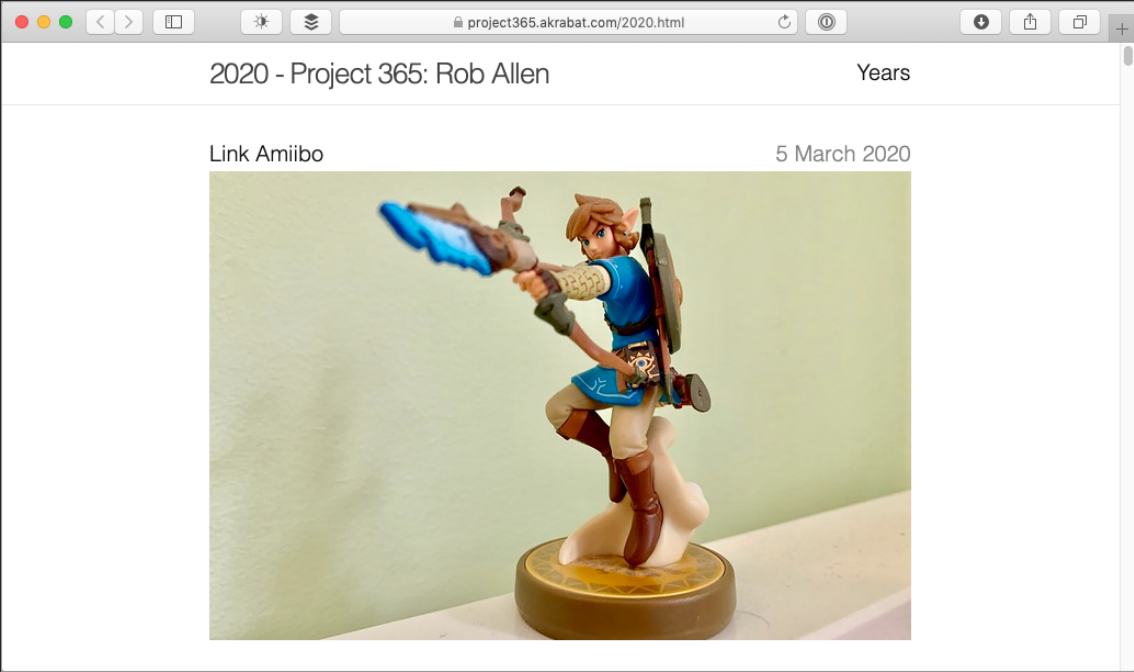 project365.akrabat.com/2020.html
2020 - Project 365: Rob Allen
Years
Link Amiibo
5 March 2020